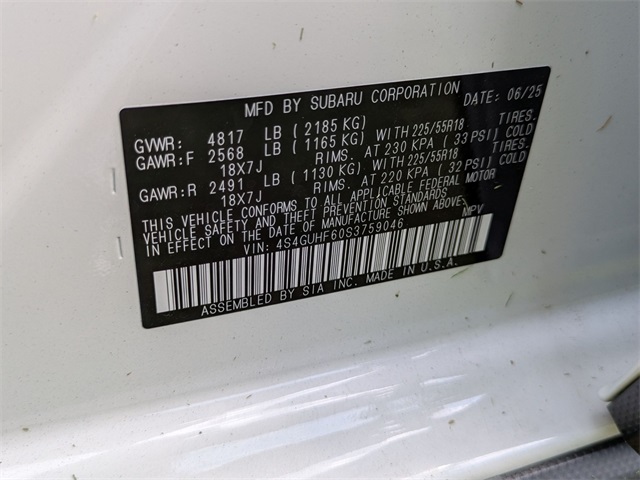 MFD BY SUBARU CORPORATION DATE: 06/25
GVWR: 4817 LB ( 2185 KG)
GAWR:F 2568 LB ( 1165 KG) WITH 225/55R18 TIRES.
18X7J RIMS. AT 230 KPA ( 33 PSI) COLD
GAWR:R 2491 LB ( 1130 KG) WITH 225/55R18 TIRES.
18X7J RIMS. AT 220 KPA ( 32 PSI) COLD
THIS VEHICLE CONFORMS TO ALL APPLICABLE FEDERAL MOTOR
VEHICLE SAFETY AND THEFT PREVENTION STANDARDS
IN EFFECT ON THE DATE OF MANUFACTURE SHOWN ABOVE.
VIN: 4S4GUHF60S3759046 MPV
ASSEMBLED BY SIA INC. MADE IN U.S.A.